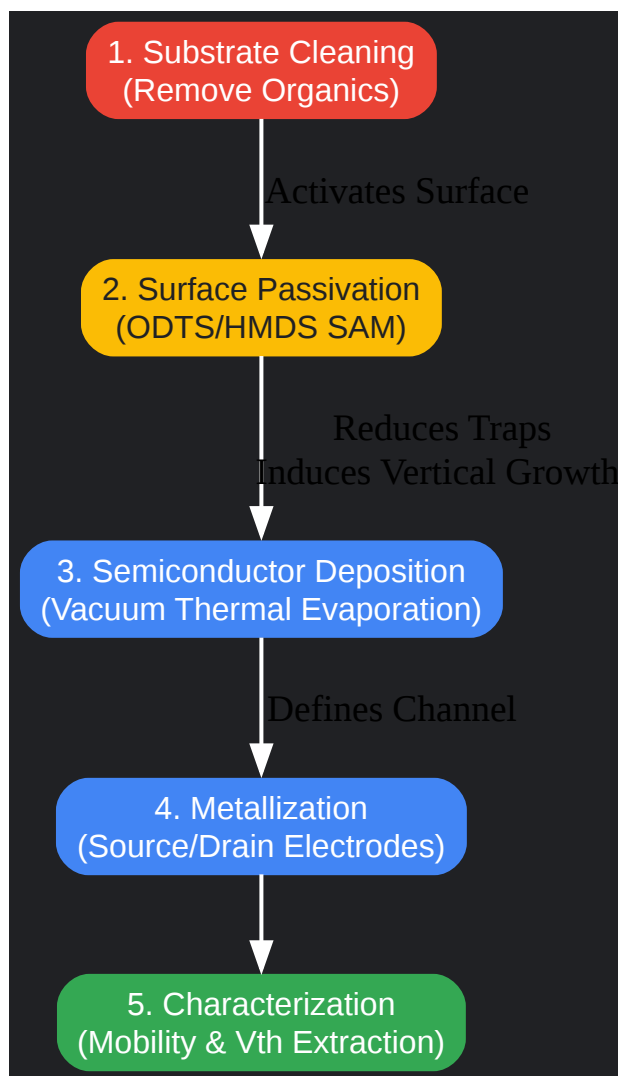 1. Substrate Cleaning
(Remove Organics)
Activates Surface
2. Surface Passivation
(ODTS/HMDS SAM)
Reduces Traps
Induces Vertical Growth
3. Semiconductor Deposition
(Vacuum Thermal Evaporation)
Defines Channel
4. Metallization
(Source/Drain Electrodes)
5. Characterization
(Mobility & Vth Extraction)